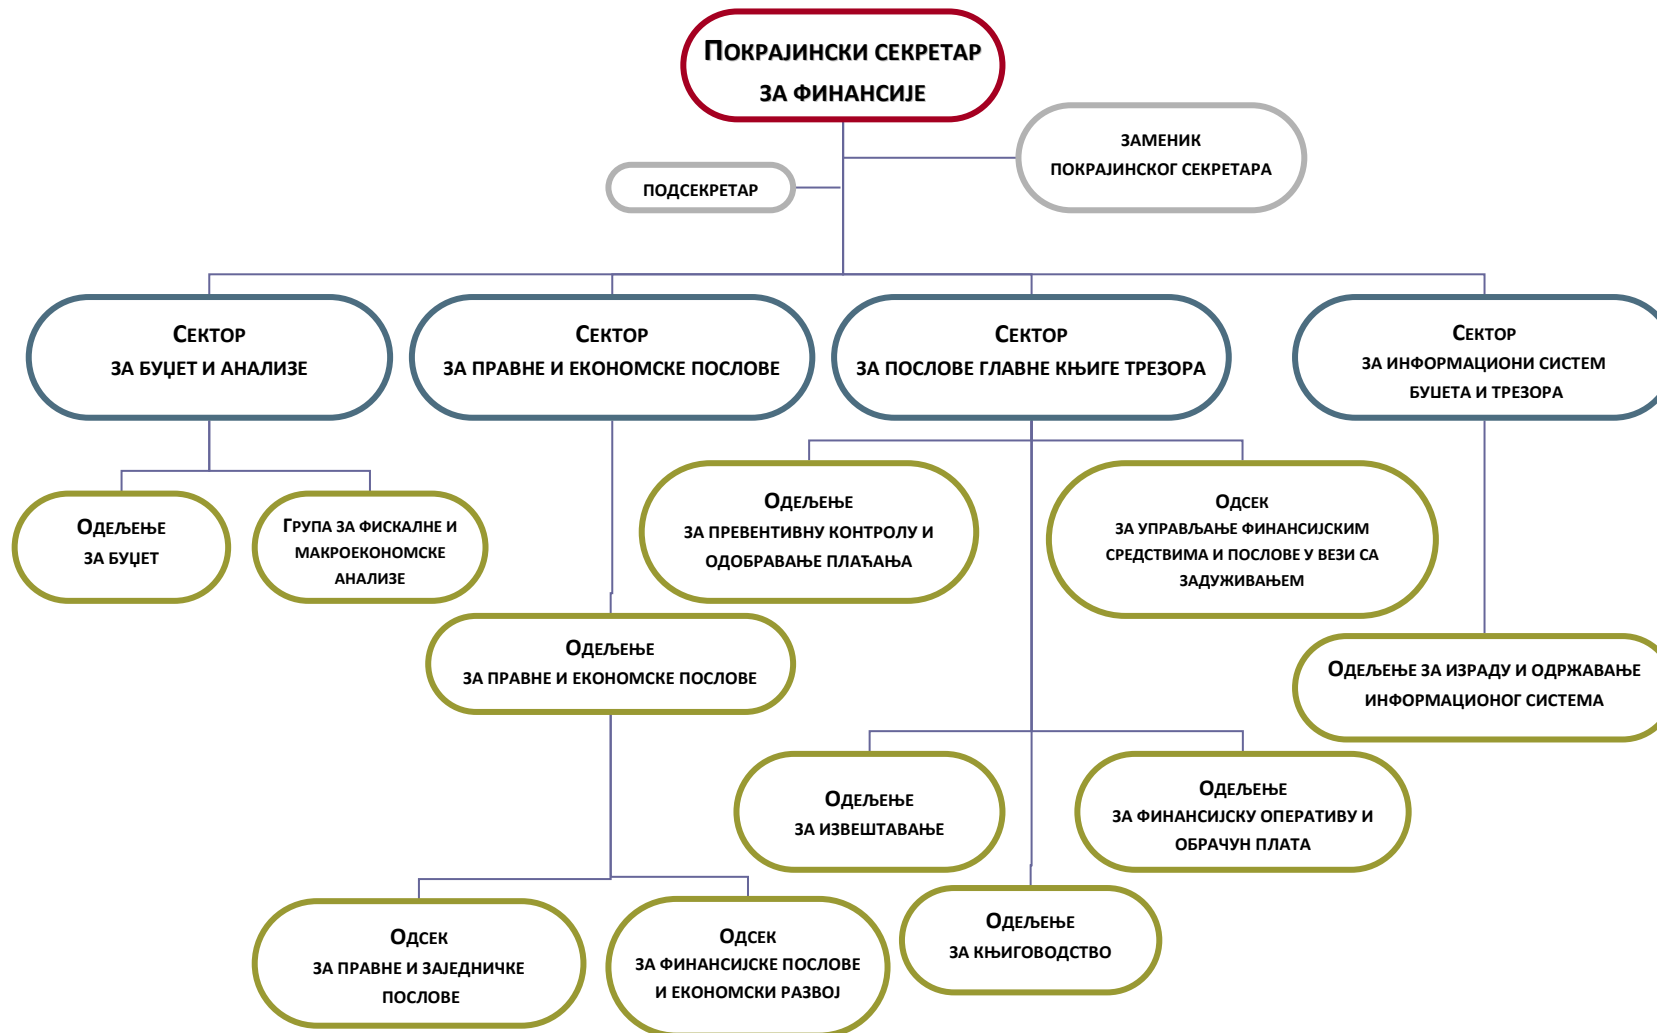 ПОКРАЈИНСКИ СЕКРЕТАР
ЗА ФИНАНСИЈЕ
ЗАМЕНИК
ПОКРАЈИНСКОГ СЕКРЕТАРА
ПОДСЕКРЕТАР
СЕКТОР
ЗА БУЏЕТ И АНАЛИЗЕ
СЕКТОР
ЗА ПРАВНЕ И ЕКОНОМСКЕ ПОСЛОВЕ
СЕКТОР
ЗА ПОСЛОВЕ ГЛАВНЕ КЊИГЕ ТРЕЗОРА
СЕКТОР
ЗА ИНФОРМАЦИОНИ СИСТЕМ
БУЏЕТА И ТРЕЗОРА
ОДЕЉЕЊЕ
ЗА БУЏЕТ
ГРУПА ЗА ФИСКАЛНЕ И
МАКРОЕКОНОМСКЕ
АНАЛИЗЕ
ОДЕЉЕЊЕ
ЗА ПРЕВЕНТИВНУ КОНТРОЛУ И
ОДОБРАВАЊЕ ПЛАЋАЊА
ОДСЕК
ЗА УПРАВЉАЊЕ ФИНАНСИЈСКИМ
СРЕДСТВИМА И ПОСЛОВЕ У ВЕЗИ СА
ЗАДУЖИВАЊЕМ
ОДЕЉЕЊЕ
ЗА ПРАВНЕ И ЕКОНОМСКЕ ПОСЛОВЕ
ОДЕЉЕЊЕ ЗА ИЗРАДУ И ОДРЖАВАЊЕ
ИНФОРМАЦИОНОГ СИСТЕМА
ОДЕЉЕЊЕ
ЗА ИЗВЕШТАВАЊЕ
ОДЕЉЕЊЕ
ЗА ФИНАНСИЈСКУ ОПЕРАТИВУ И
ОБРАЧУН ПЛАТА
ОДСЕК
ЗА ПРАВНЕ И ЗАЈЕДНИЧКЕ
ПОСЛОВЕ
ОДСЕК
ЗА ФИНАНСИЈСКЕ ПОСЛОВЕ
И ЕКОНОМСКИ РАЗВОЈ
ОДЕЉЕЊЕ
ЗА КЊИГОВОДСТВО